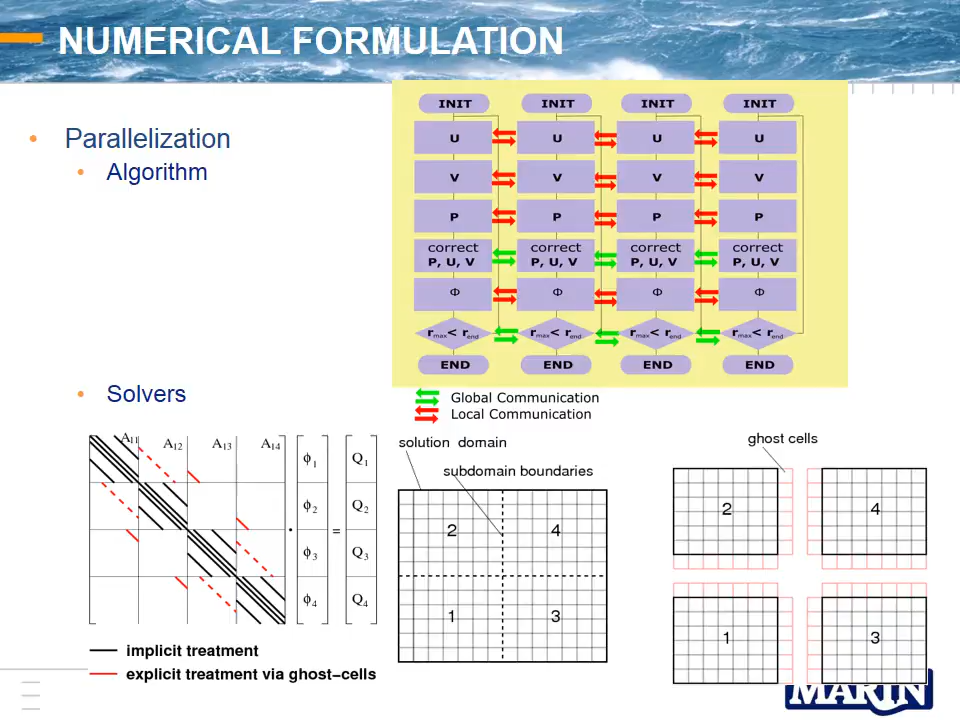 NUMERICAL FORMULATION
• Parallelization
• Algorithm
INIT INIT INIT INIT
U U U U
V V V V
P P P P
correct correct correct correct
P, U, V P, U, V P, U, V P, U, V
Φ Φ Φ Φ
rmax< rend rmax< rend rmax< rend rmax< rend
END END END END
Global Communication
Local Communication
• Solvers
A11 A12 A13 A14
ϕ1 Q1
ϕ2 Q2
• =
ϕ3 Q3
ϕ4 Q4
implicit treatment
explicit treatment via ghost–cells
solution domain
subdomain boundaries
2 4
1 3
ghost cells
2 4
1 3
MARIN